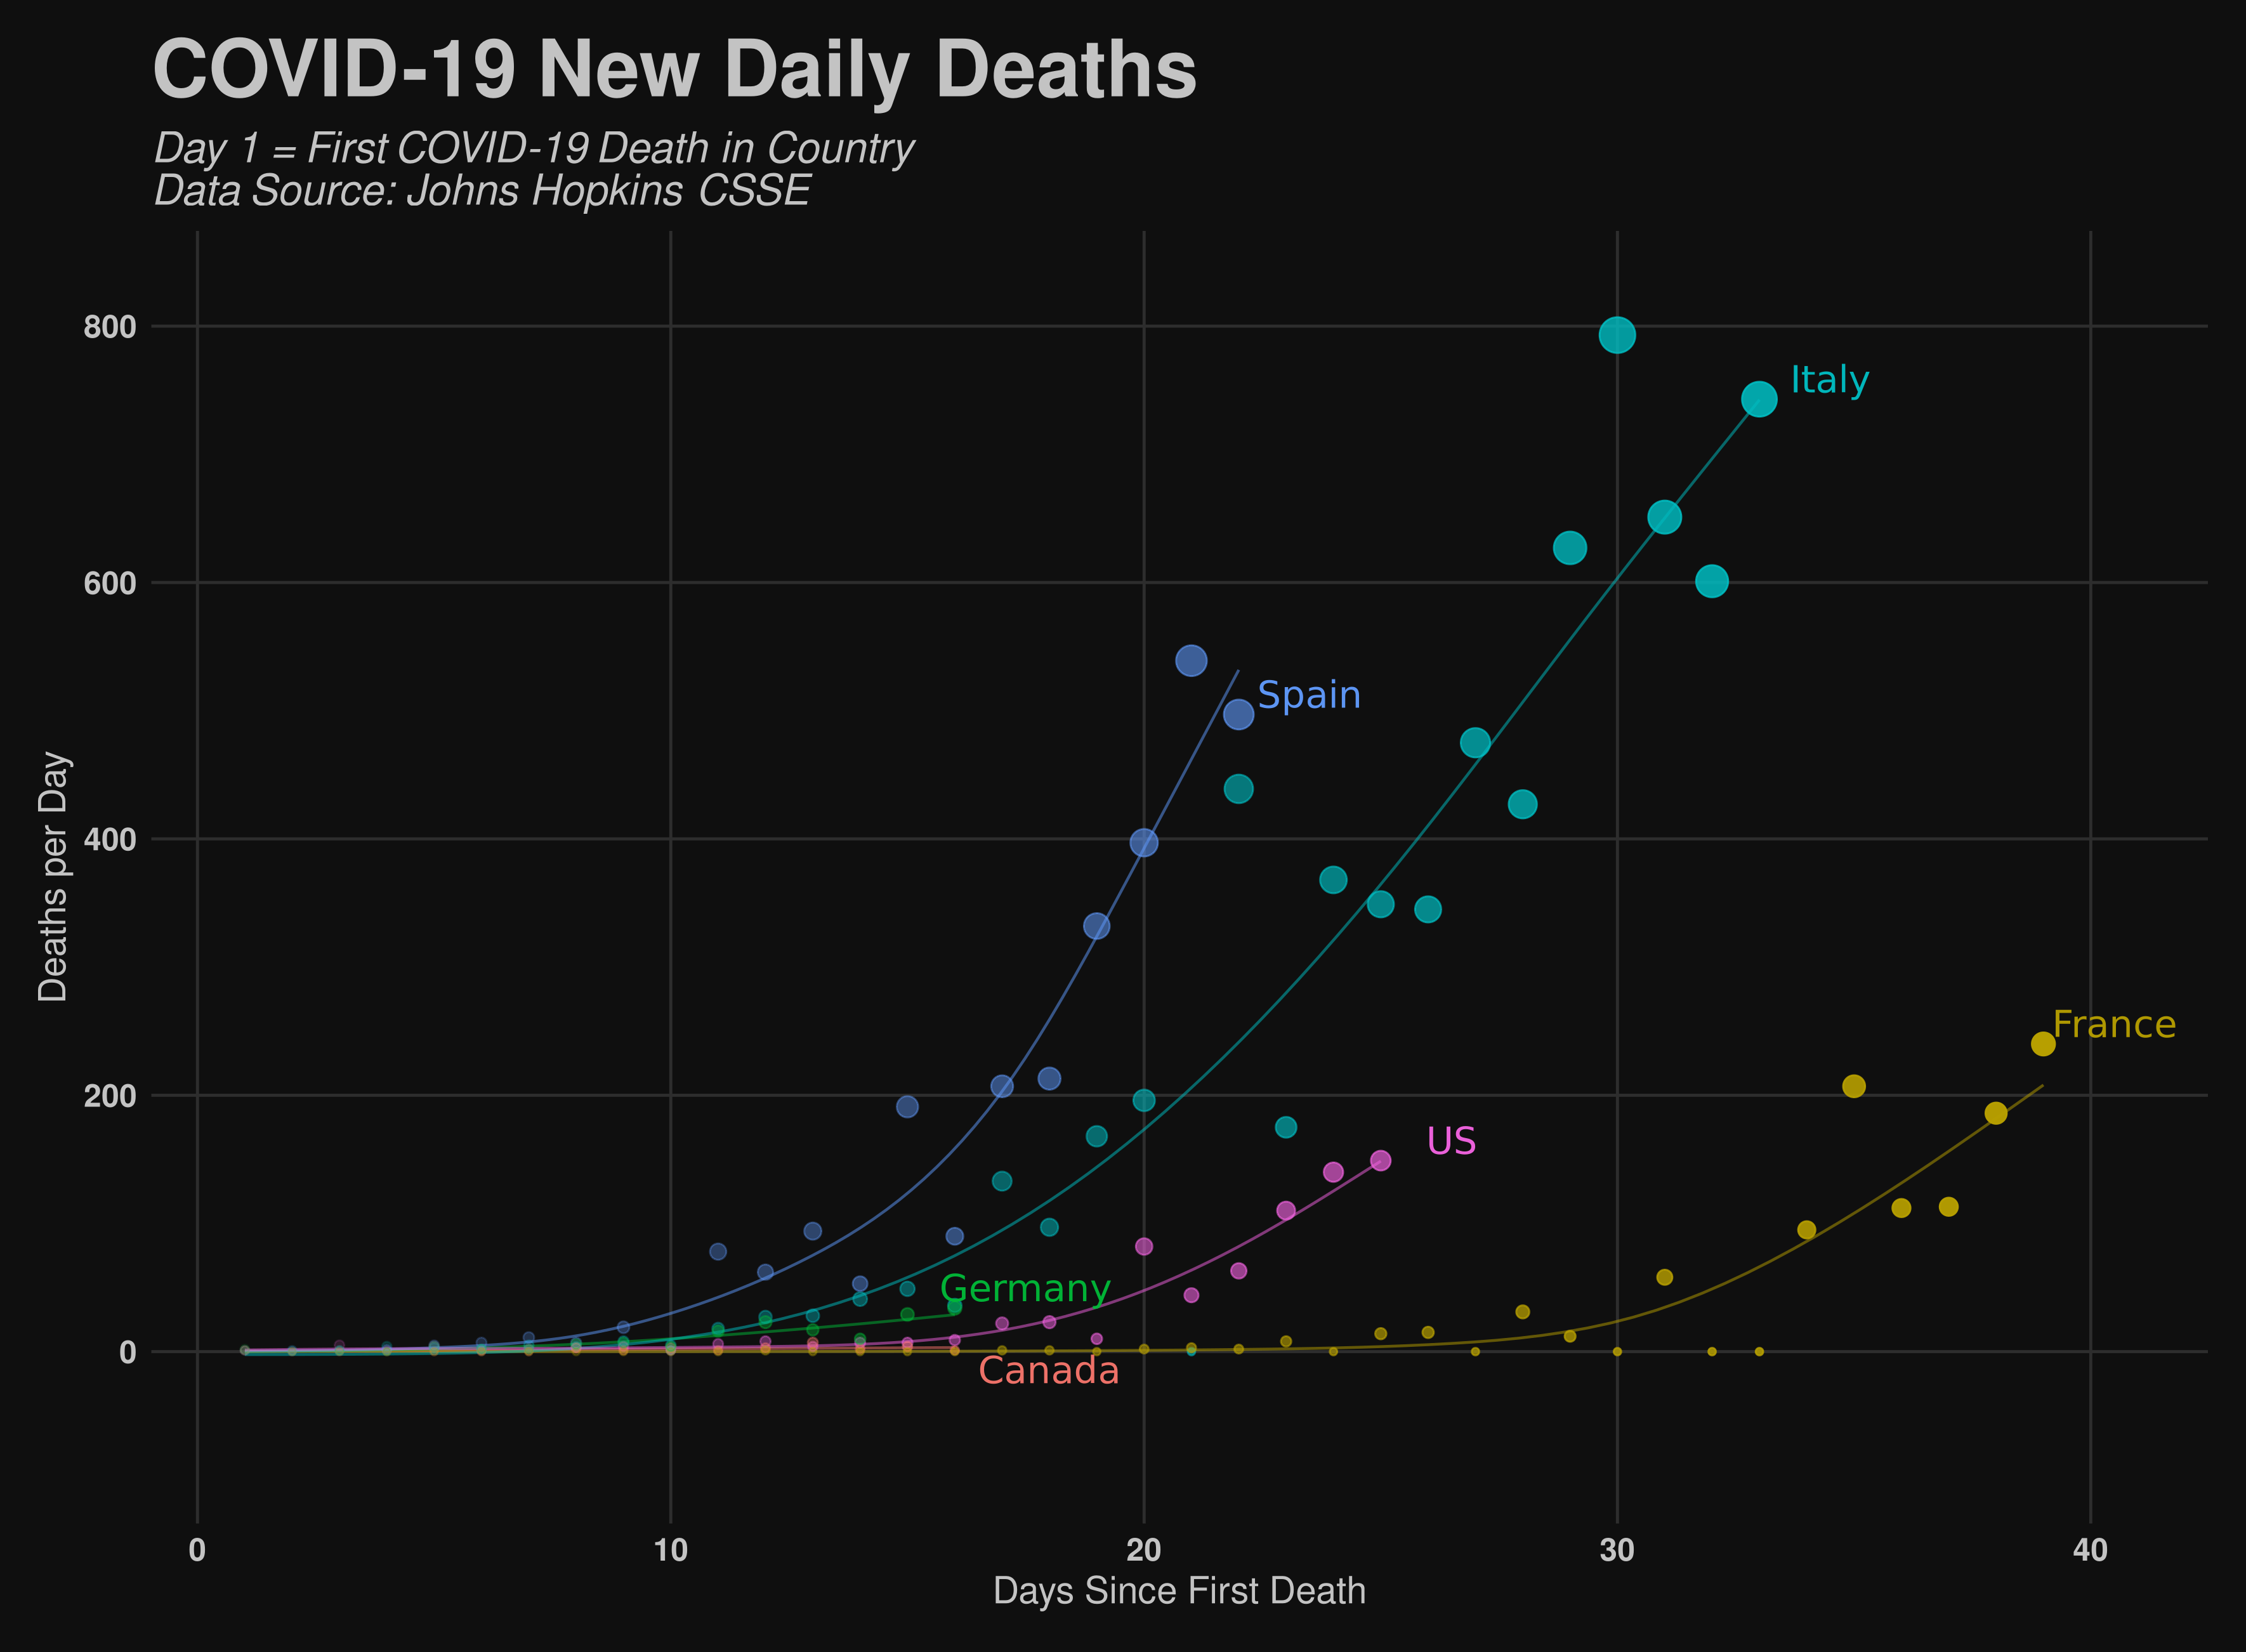 COVID-19 New Daily Deaths
Day 1 = First COVID-19 Death in Country
Data Source: Johns Hopkins CSSE
800
600
400
200
0
Deaths per Day
Italy
Spain
France
US
Germany
Canada
0 10 20 30 40
Days Since First Death